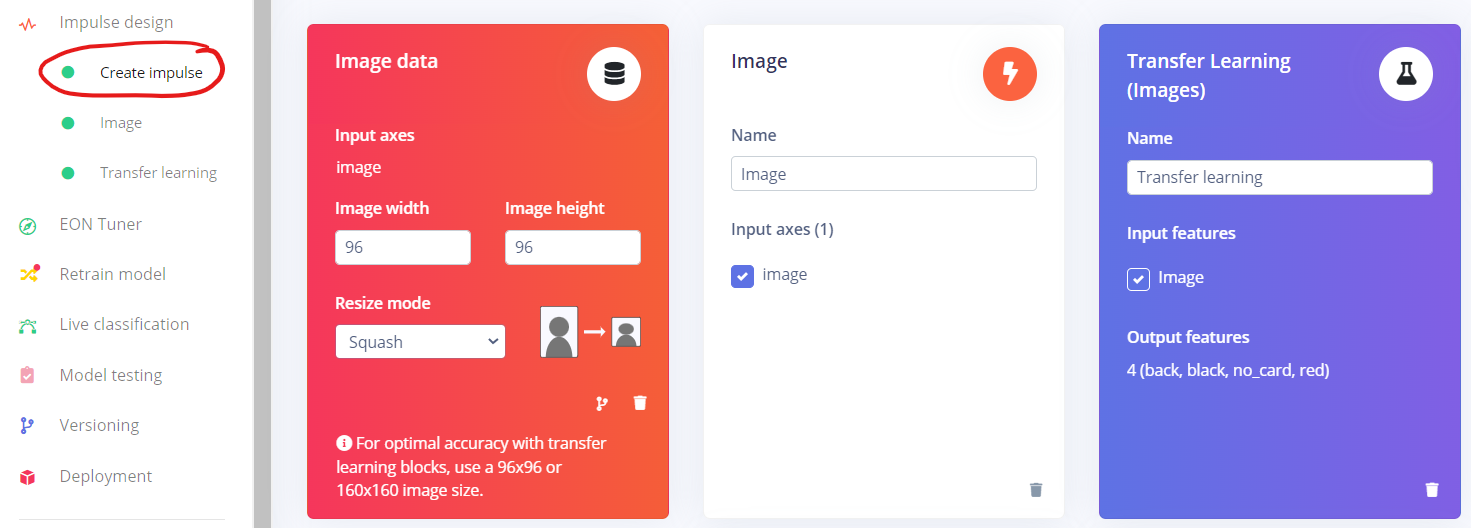 Impulse design
Create impulse
Image
Transfer learning
EON Tuner
Retrain model
Live classification
Model testing
Versioning
Deployment
Image data
Input axes
image
Image width
Image height
96
96
Resize mode
Squash
For optimal accuracy with transfer
learning blocks, use a 96x96 or
160x160 image size.
Image
Name
Image
Input axes (1)
image
Transfer Learning
(Images)
Name
Transfer learning
Input features
Image
Output features
4 (back, black, no_card, red)